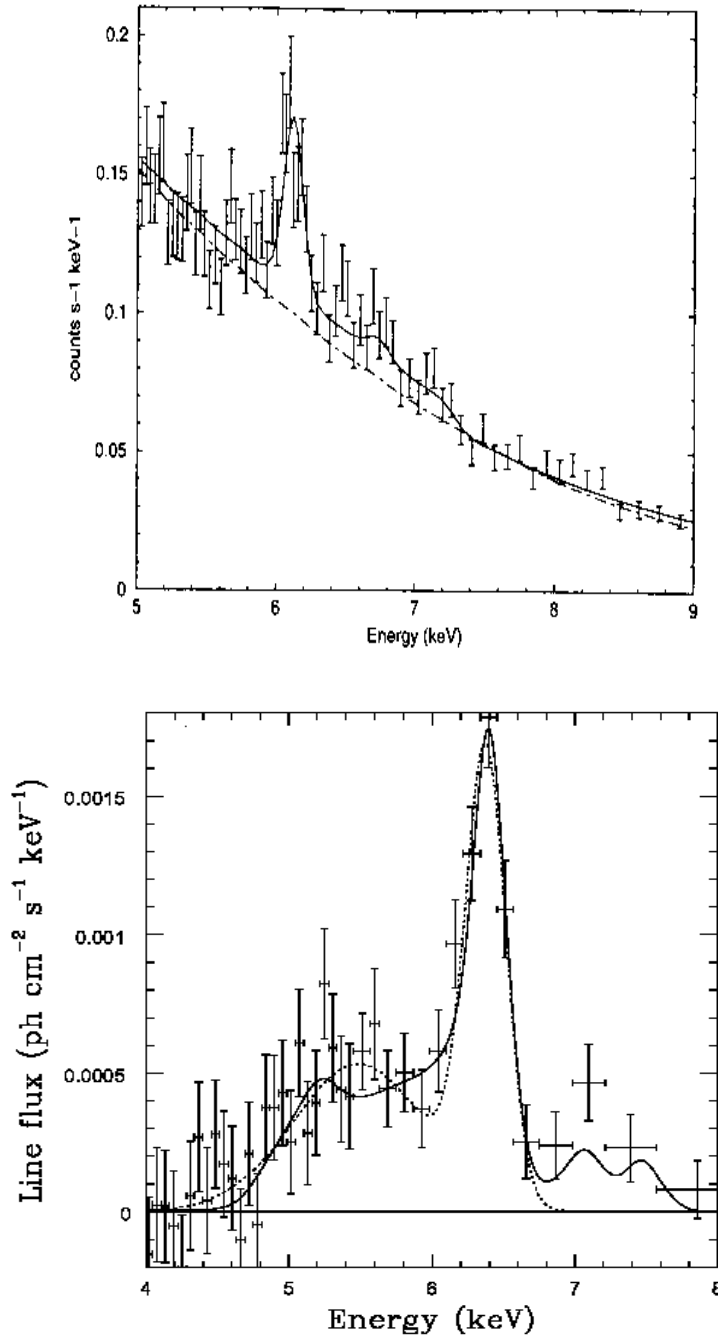 0.2
0.15
0.1
0.05
0
counts s−1 keV−1
5 6 7 8 9
Energy (keV)
0.0015
0.001
0.0005
0
Line flux (ph cm−2 s−1 keV−1)
4 5 6 7 8
Energy (keV)